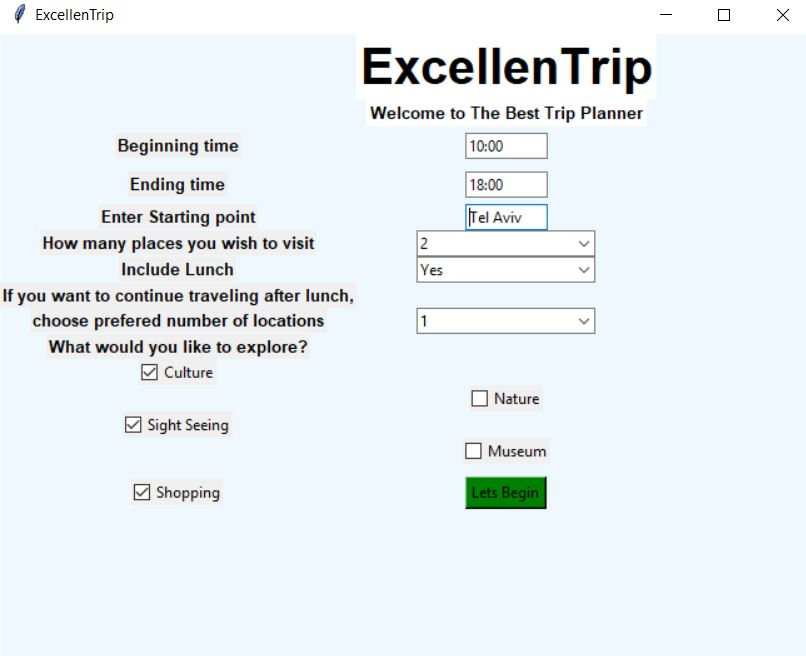 ExcellenTrip
ExcellenTrip
Welcome to The Best Trip Planner
Beginning time 10:00
Ending time 18:00
Enter Starting point Tel Aviv
How many places you wish to visit 2
Include Lunch Yes
If you want to continue traveling after lunch,
choose prefered number of locations 1
What would you like to explore?
Culture
Nature
Sight Seeing
Museum
Shopping Lets Begin